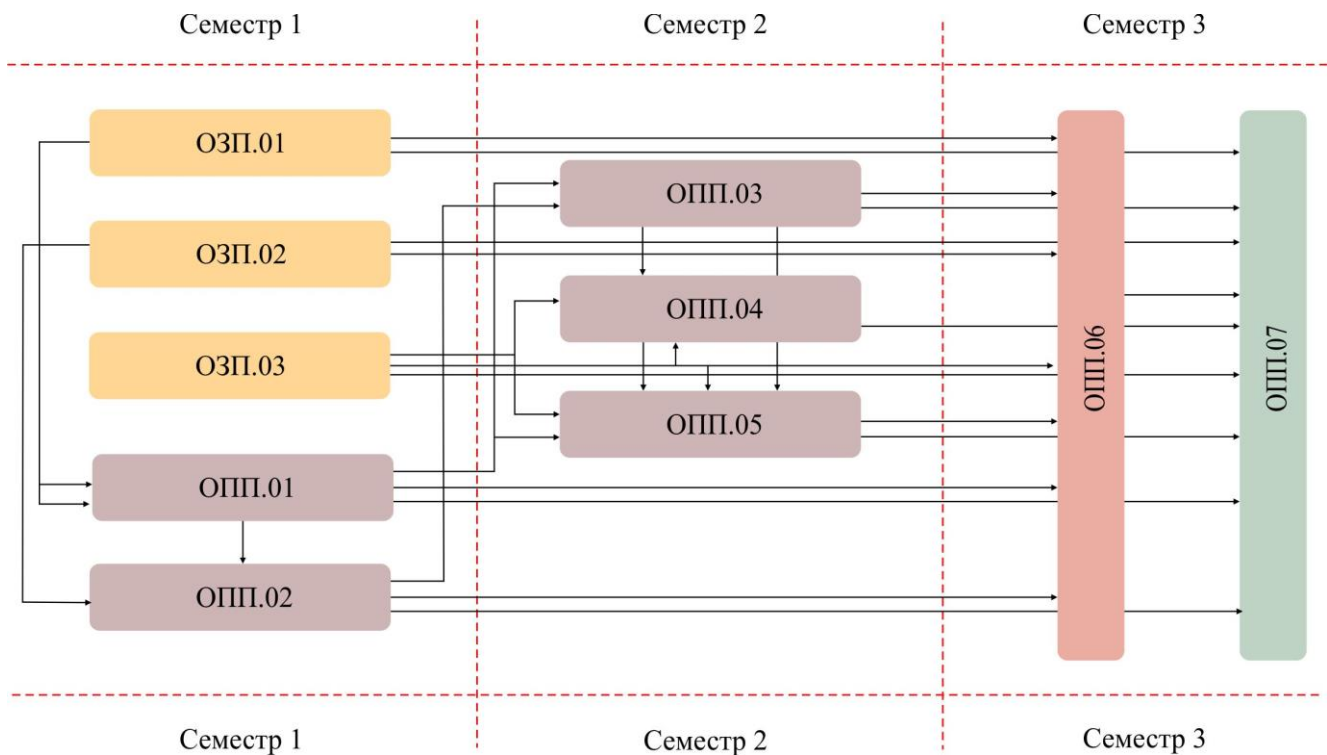 Семестр 1
Семестр 2
Семестр 3
ОЗП.01
ОЗП.02
ОЗП.03
ОПП.01
ОПП.02
ОПП.03
ОПП.04
ОПП.05
ОПП.06
ОПП.07
Семестр 1
Семестр 2
Семестр 3